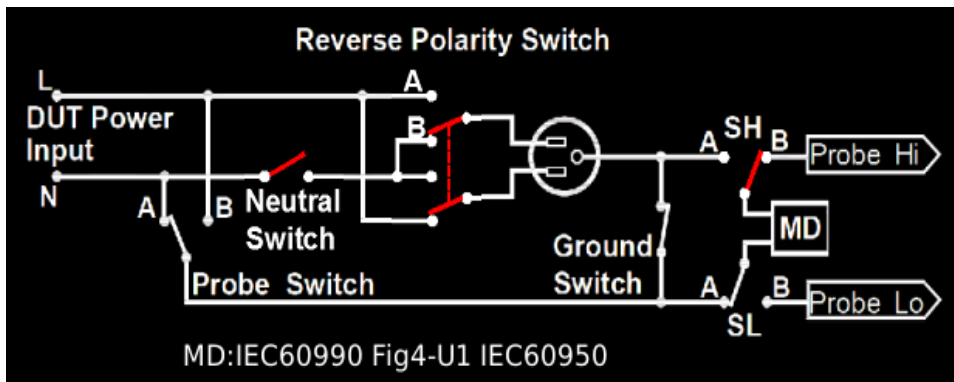 Reverse Polarity Switch
L
A
DUT Power
Input
B
A SH B
Probe Hi
N
A B Neutral
Switch
MD
Ground
Switch
Probe Switch
A B
Probe Lo
SL
MD:IEC60990 Fig4-U1 IEC60950